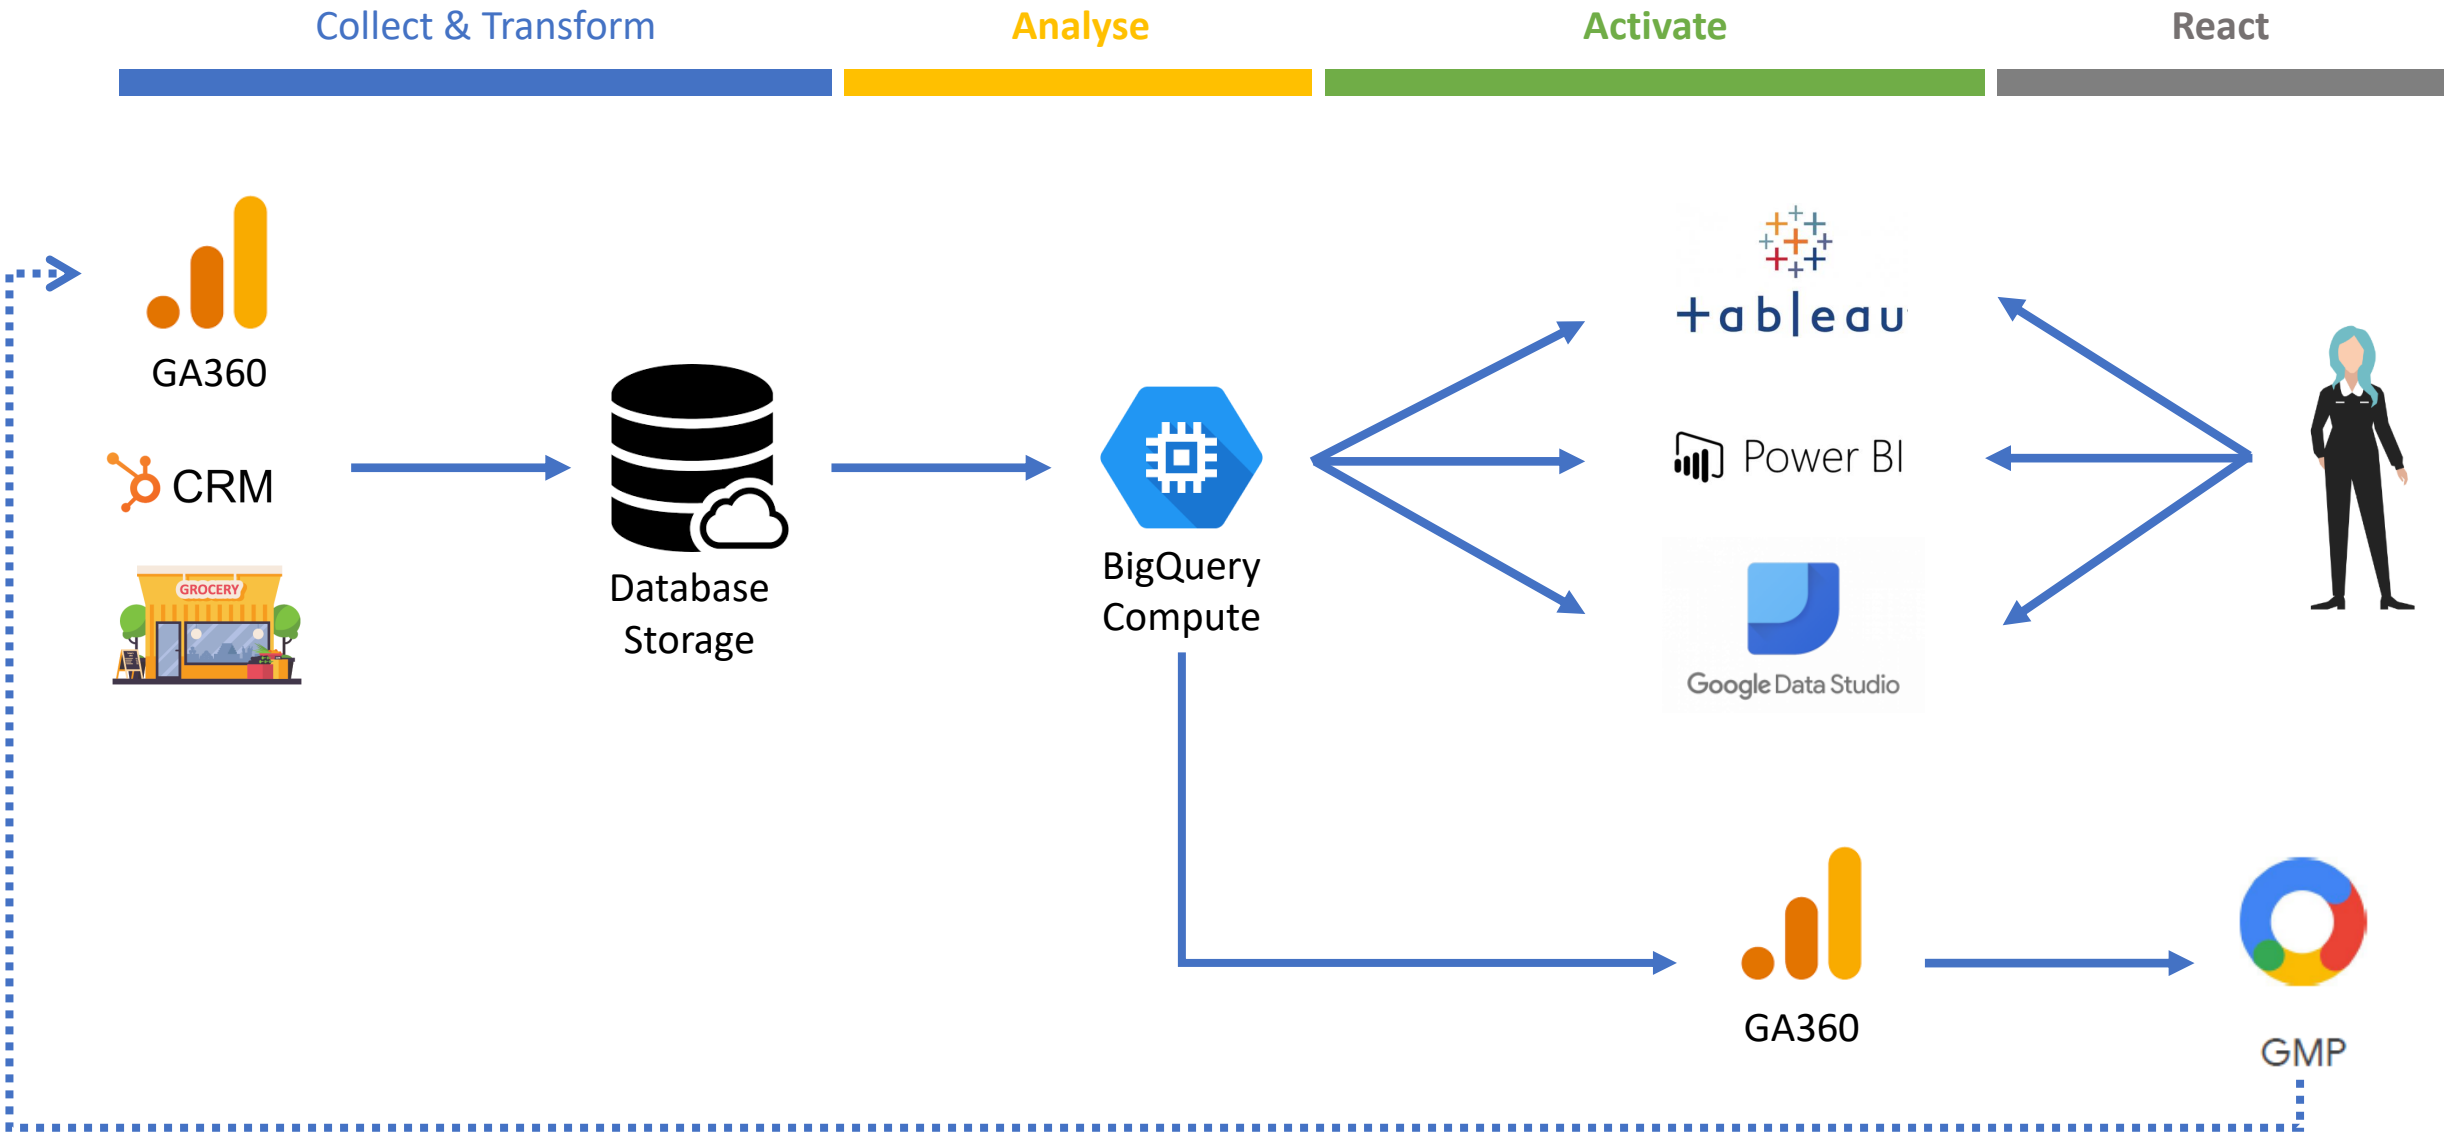 Collect & Transform
Analyse
Activate
React
GA360
CRM
GROCERY
Database
Storage
BigQuery
Compute
+ableau
Power BI
Google Data Studio
GA360
GMP